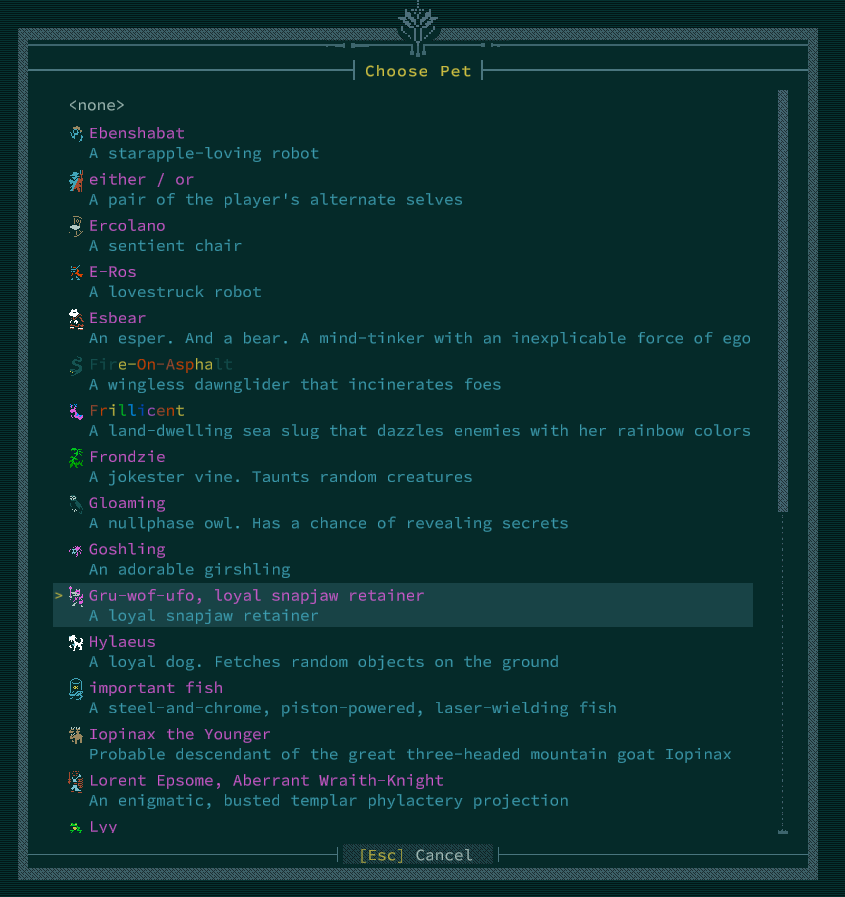 Choose Pet
<none>
Ebenshabat
A starapple-loving robot
either / or
A pair of the player's alternate selves
Ercolano
A sentient chair
E-Ros
A lovestruck robot
Esbear
An esper. And a bear. A mind-tinker with an inexplicable force of ego
Fire-On-Asphalt
A wingless dawnglider that incinerates foes
Frillicent
A land-dwelling sea slug that dazzles enemies with her rainbow colors
Frondzie
A jokester vine. Taunts random creatures
Gloaming
A nullphase owl. Has a chance of revealing secrets
Goshling
An adorable girshling
> Gru-wof-ufo, loyal snapjaw retainer
A loyal snapjaw retainer
Hylaeus
A loyal dog. Fetches random objects on the ground
important fish
A steel-and-chrome, piston-powered, laser-wielding fish
Iopinax the Younger
Probable descendant of the great three-headed mountain goat Iopinax
Lorent Epsome, Aberrant Wraith-Knight
An enigmatic, busted templar phylactery projection
Lyv
[Esc] Cancel